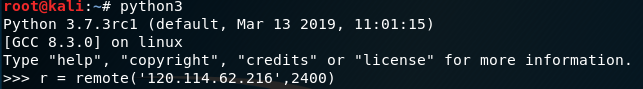 root@kali:~# python3
Python 3.7.3rc1 (default, Mar 13 2019, 11:01:15)
[GCC 8.3.0] on linux
Type "help", "copyright", "credits" or "license" for more information.
>>> r = remote('120.114.62.216',2400)